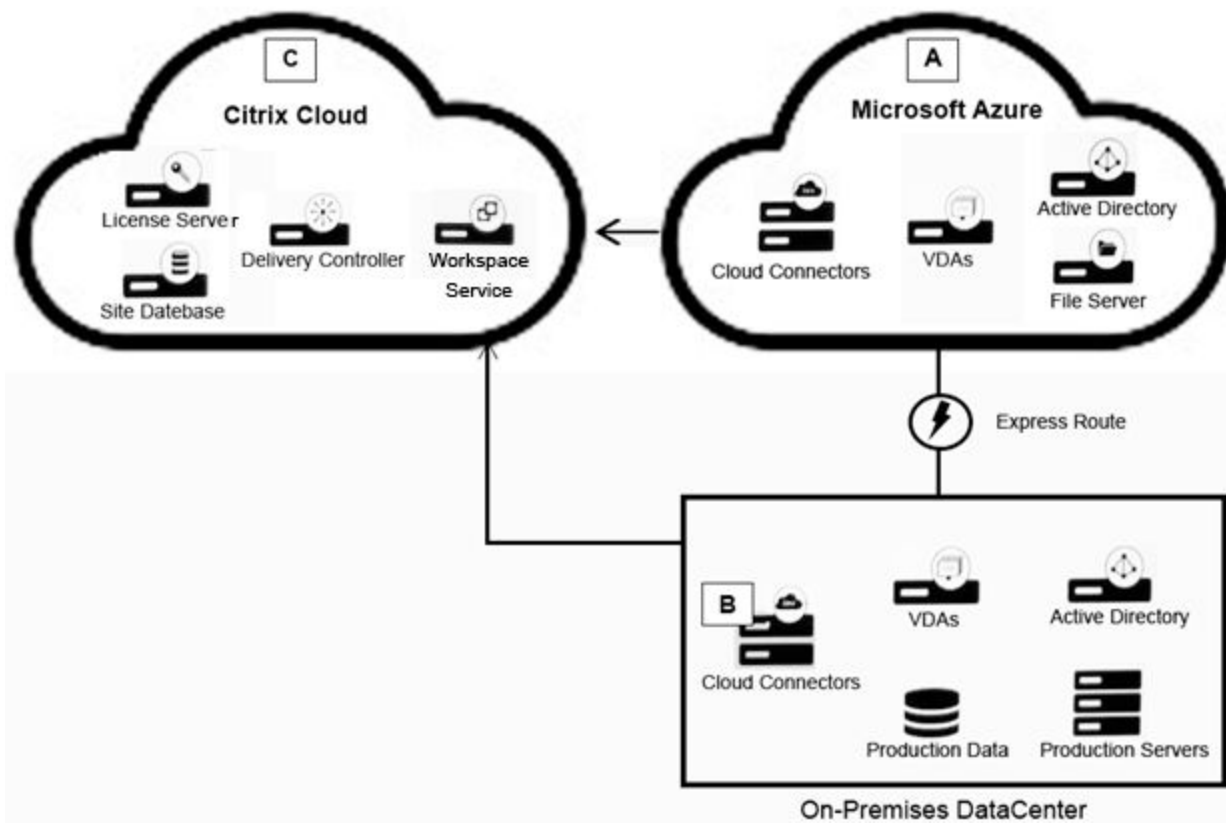 C
Citrix Cloud
License Server
Delivery Controller
Workspace
Service
Site Datebase
A
Microsoft Azure
Cloud Connectors
VDAs
Active Directory
File Server
Express Route
B
Cloud Connectors
VDAs
Active Directory
Production Data
Production Servers
On-Premises DataCenter